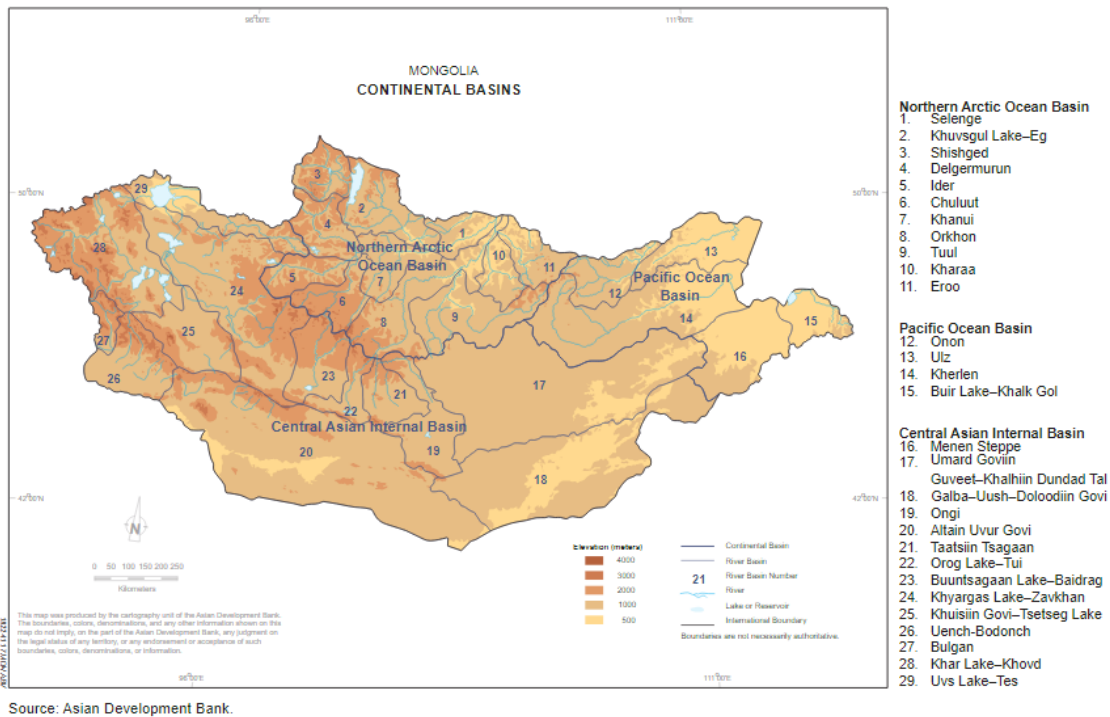 MONGOLIA
CONTINENTAL BASINS
111°00'E
50°00'N
50°00'N
29
3
2
28
4
1
13
Northern Arctic
Ocean Basin
10
11
Pacific Ocean
Basin
5
7
24
6
12
8
9
14
15
25
27
16
26
23
21
17
22
Central Asian Internal Basin
20
19
18
N
0 50 100 150 200 250
Kilometers
Elevation (meters)
4000
3000
2000
1000
500
Continental Basin
River Basin
21 River Basin Number
River
Lake or Reservoir
International Boundary
Boundaries are not necessarily authoritative.
This map was produced by the cartography unit of the Asian Development Bank.
The boundaries, colors, denominations, and any other information shown on this
map do not imply, on the part of the Asian Development Bank, any judgment on
the legal status of any territory, or any endorsement or acceptance of such
boundaries, colors, denominations, or information.
111°00'E
Northern Arctic Ocean Basin
1. Selenge
2. Khuvsgul Lake–Eg
3. Shishged
4. Delgermurun
5. Ider
6. Chuluut
7. Khanui
8. Orkhon
9. Tuul
10. Kharaa
11. Eroo
Pacific Ocean Basin
12. Onon
13. Ulz
14. Kherlen
15. Buir Lake–Khalk Gol
Central Asian Internal Basin
16. Menen Steppe
17. Umard Goviin
Guveet–Khalhiin Dundad Tal
18. Galba–Uush–Doloodiin Govi
19. Ongi
20. Altain Uvur Govi
21. Taatsiin Tsagaan
22. Orog Lake–Tui
23. Buuntsagaan Lake–Baidrag
24. Khyargas Lake–Zavkhan
25. Khuisiin Govi–Tsetseg Lake
26. Uench-Bodonch
27. Bulgan
28. Khar Lake–Khovd
29. Uvs Lake–Tes
Source: Asian Development Bank.